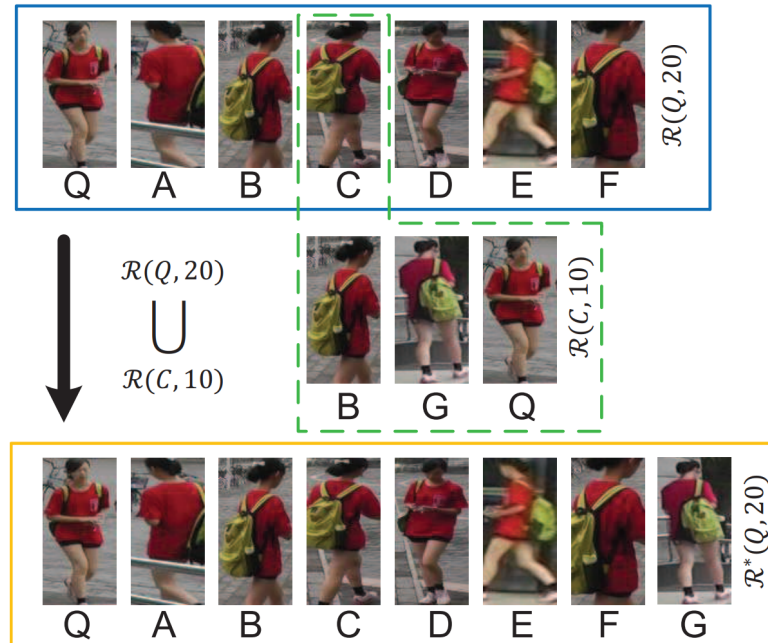 Q A B C D E F
ℛ(Q, 20)
ℛ(Q, 20)
⋃
ℛ(C, 10)
B G Q
ℛ(C, 10)
Q A B C D E F G
ℛ*(Q, 20)